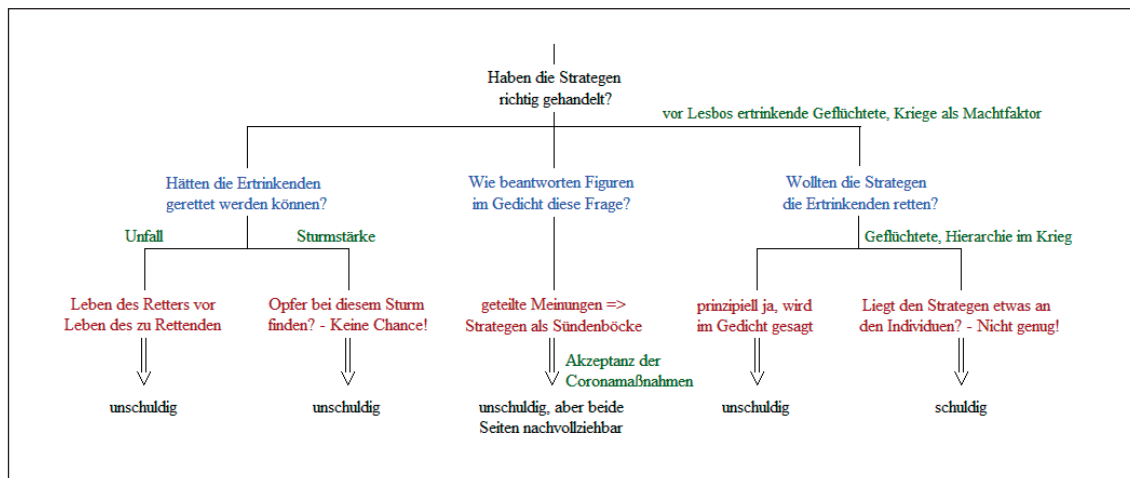 Haben die Strategen
richtig gehandelt?
vor Lesbos ertrinkende Geflüchtete, Kriege als Machtfaktor
Hätten die Ertrinkenden
gerettet werden können?
Wie beantworten Figuren
im Gedicht diese Frage?
Wollten die Strategen
die Ertrinkenden retten?
Unfall
Sturmstärke
Geflüchtete, Hierarchie im Krieg
Leben des Retters vor
Leben des zu Rettenden
Opfer bei diesem Sturm
finden? - Keine Chance!
geteilte Meinungen =>
Strategen als Sündenböcke
prinzipiell ja, wird
im Gedicht gesagt
Liegt den Strategen etwas an
den Individuen? - Nicht genug!
Akzeptanz der
Coronamaßnahmen
unschuldig
unschuldig
unschuldig, aber beide
Seiten nachvollziehbar
unschuldig
schuldig